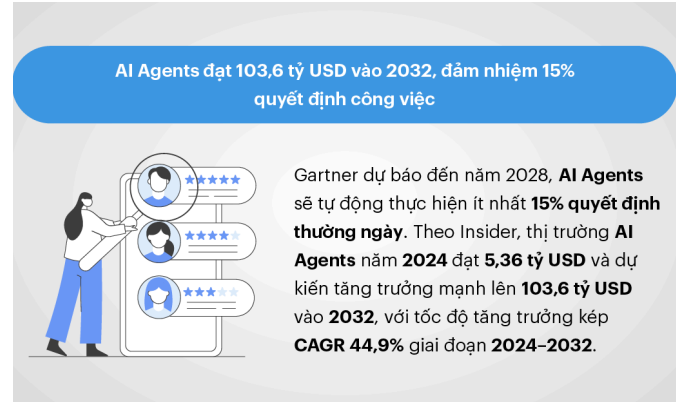 AI Agents đạt 103,6 tỷ USD vào 2032, đảm nhiệm 15%
quyết định công việc
Gartner dự báo đến năm 2028, AI Agents
sẽ tự động thực hiện ít nhất 15% quyết định
thường ngày. Theo Insider, thị trường AI
Agents năm 2024 đạt 5,36 tỷ USD và dự
kiến tăng trưởng mạnh lên 103,6 tỷ USD
vào 2032, với tốc độ tăng trưởng kép
CAGR 44,9% giai đoạn 2024–2032.